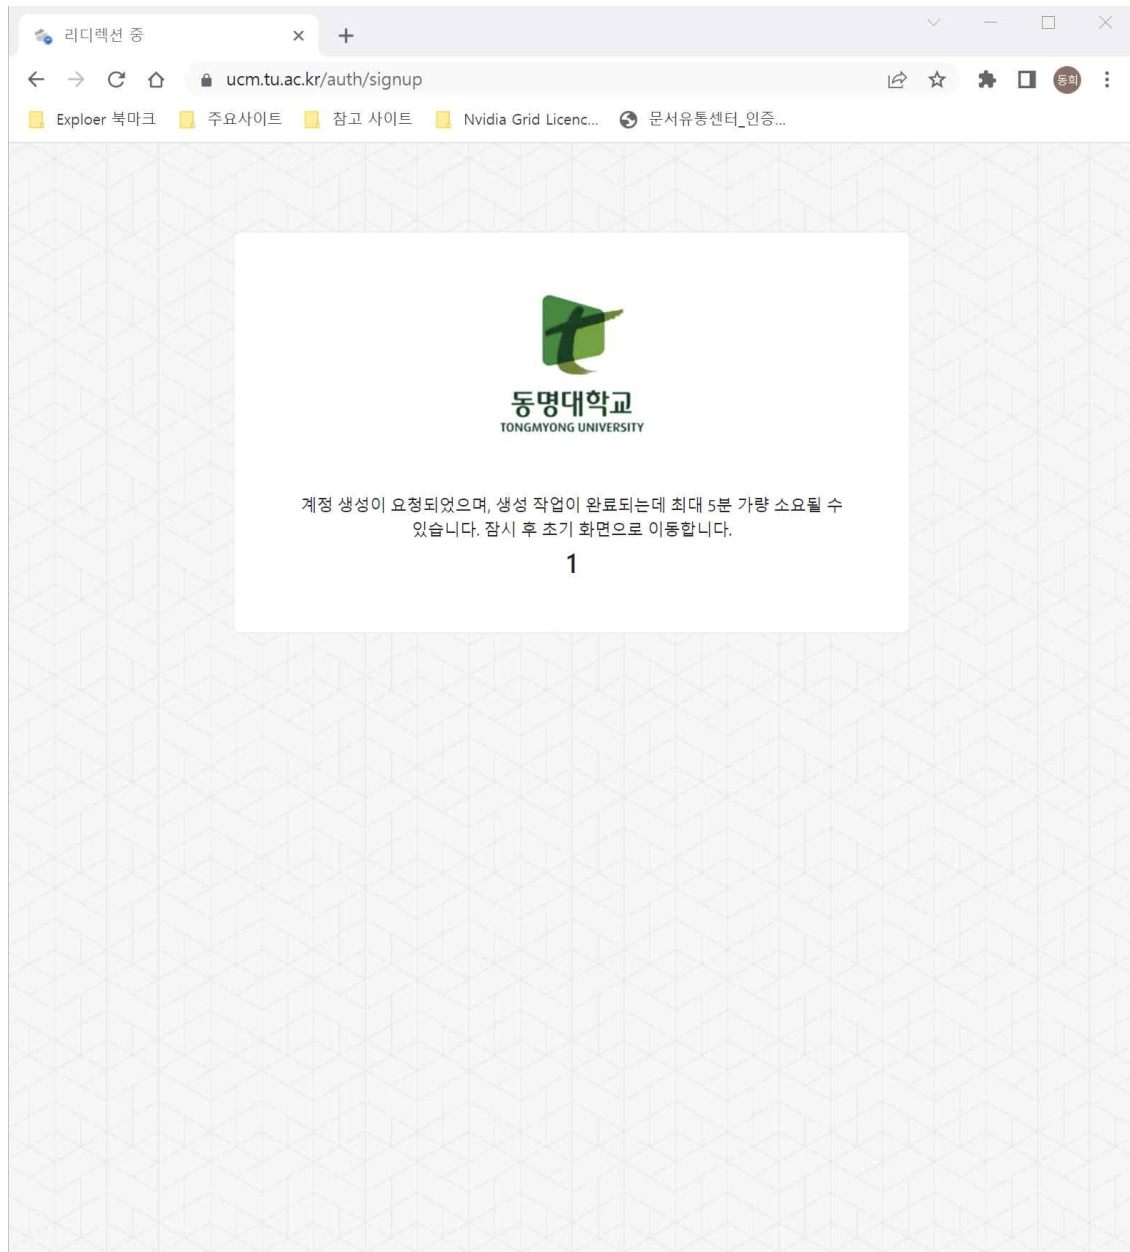 리디렉션 중
ucm.tu.ac.kr/auth/signup
동희
Exploer 북마크 주요사이트 참고 사이트 Nvidia Grid Licenc... 문서유통센터_인증...
동명대학교
TONGMYONG UNIVERSITY
계정 생성이 요청되었으며, 생성 작업이 완료되는데 최대 5분 가량 소요될 수
있습니다. 잠시 후 초기 화면으로 이동합니다.
1